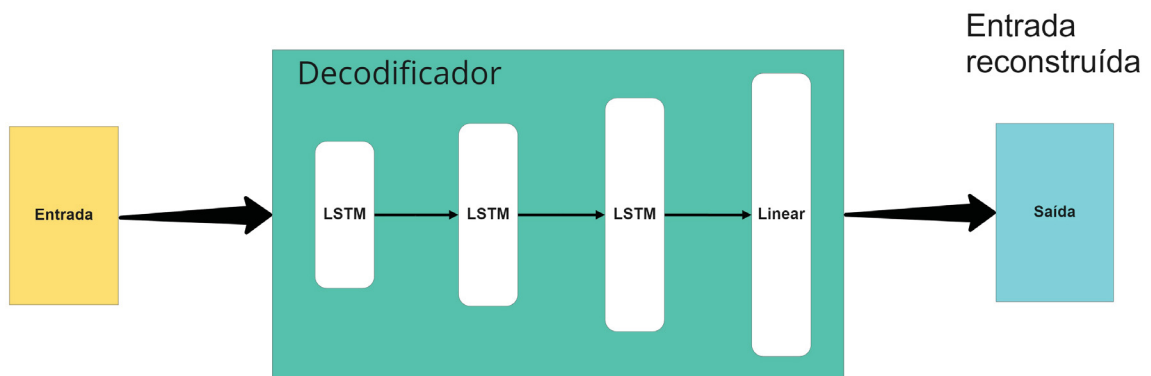 Entrada
reconstruída
Decodificador
Entrada
LSTM
LSTM
LSTM
Linear
Saída